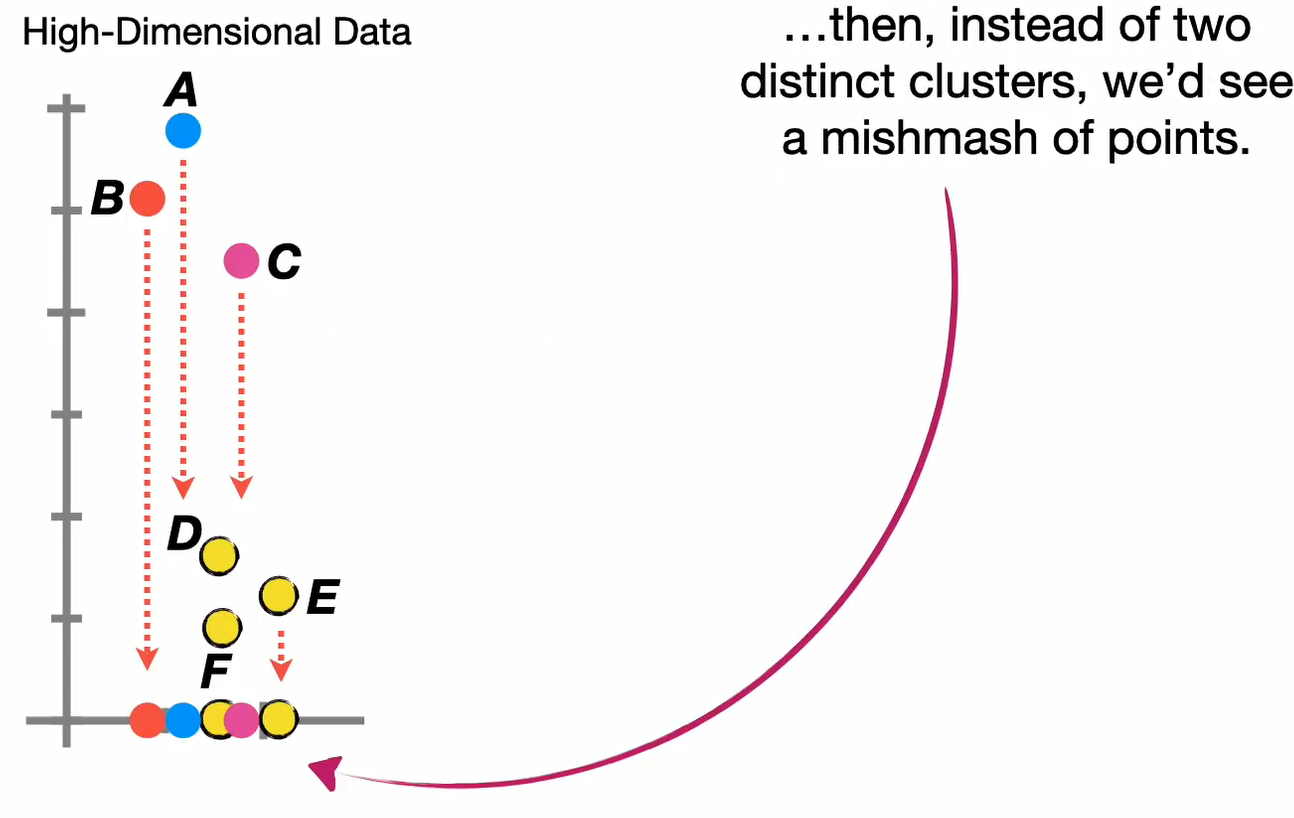 High-Dimensional Data
…then, instead of two
distinct clusters, we’d see
a mishmash of points.
A
B
C
D
E
F